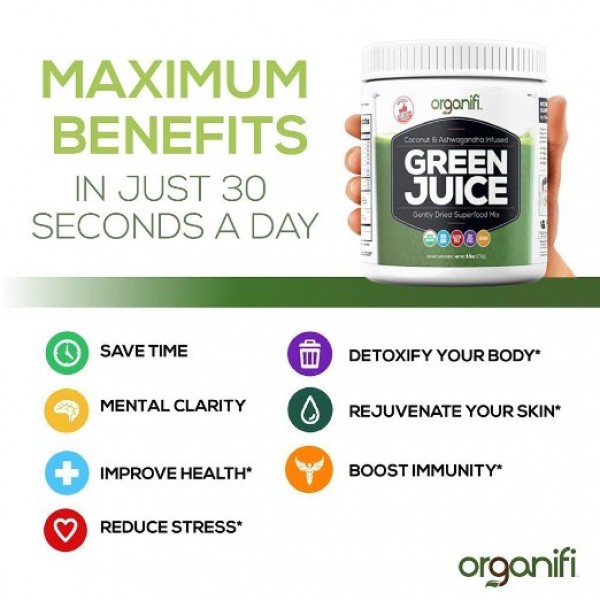 MAXIMUM
BENEFITS
IN JUST 30
SECONDS A DAY
organifi
Coconut & Ashwagandha Infused
GREEN
JUICE
Gently Dried Superfood Mix
SAVE TIME
MENTAL CLARITY
IMPROVE HEALTH*
REDUCE STRESS*
DETOXIFY YOUR BODY*
REJUVENATE YOUR SKIN*
BOOST IMMUNITY*
organifi